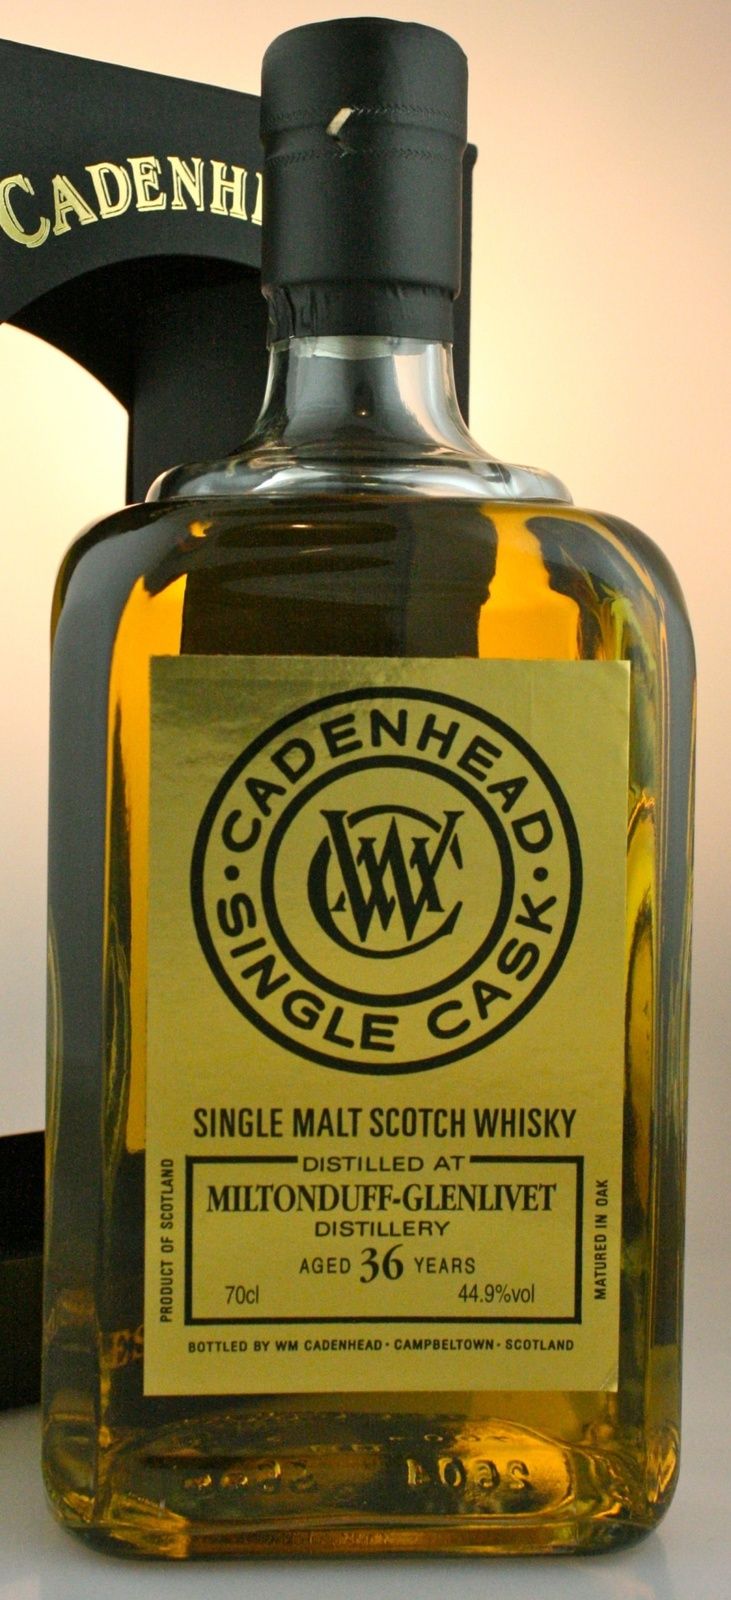 CADENHE
CADENHEAD
SINGLE CASK
SINGLE MALT SCOTCH WHISKY
DISTILLED AT
MILTONDUFF-GLENLIVET
DISTILLERY
AGED 36 YEARS
70cl 44.9%vol
PRODUCT OF SCOTLAND
MATURED IN OAK
BOTTLED BY WM CADENHEAD · CAMPBELTOWN · SCOTLAND